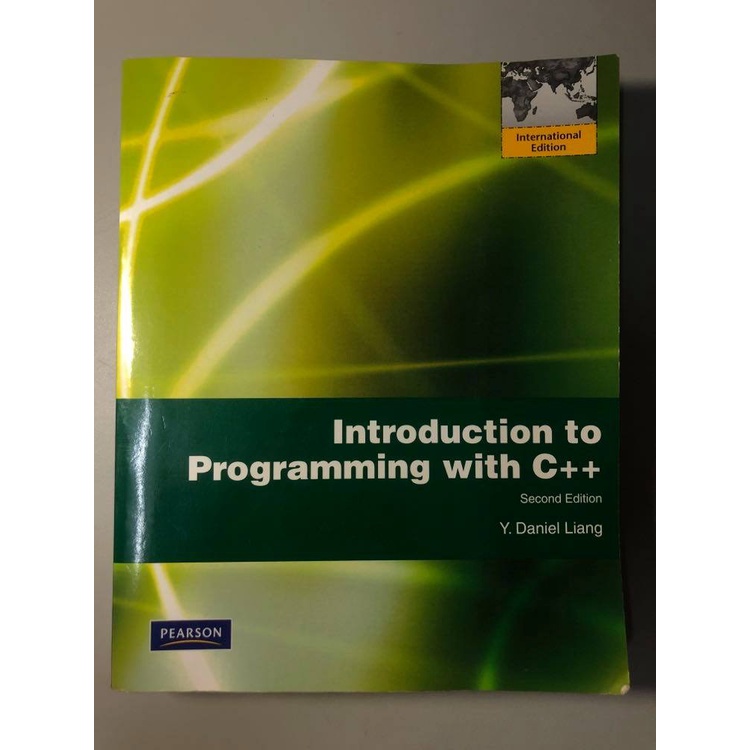 International
Edition
Introduction to
Programming with C++
Second Edition
Y. Daniel Liang
PEARSON